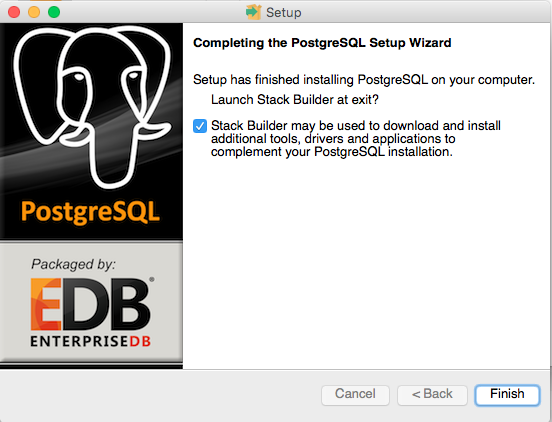 Setup
Completing the PostgreSQL Setup Wizard
Setup has finished installing PostgreSQL on your computer.
Launch Stack Builder at exit?
Stack Builder may be used to download and install
additional tools, drivers and applications to
complement your PostgreSQL installation.
PostgreSQL
Packaged by:
EDB
ENTERPRISEDB
Cancel
< Back
Finish